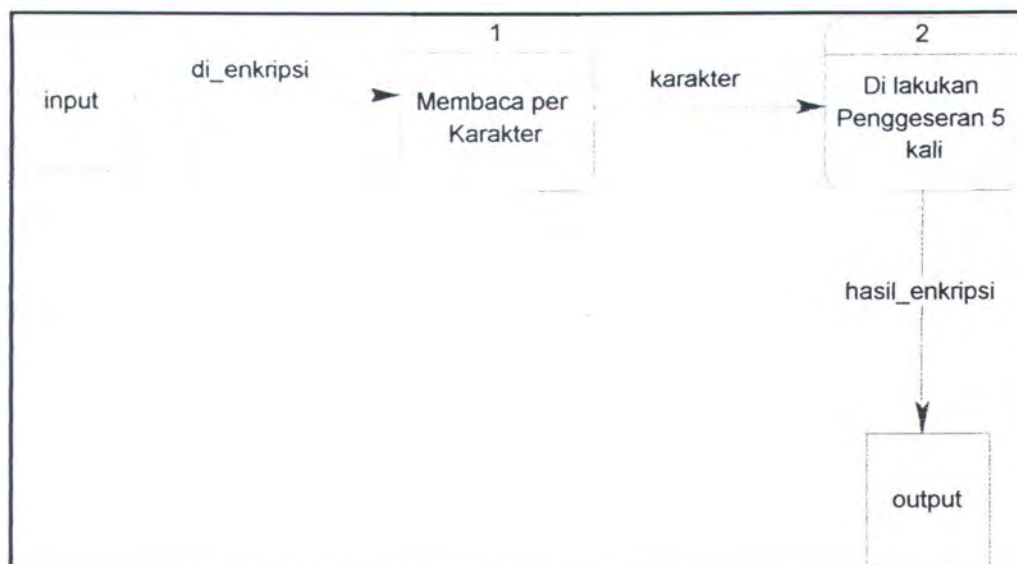 1
2
input
di_enkripsi
Membaca per
Karakter
karakter
Di lakukan
Penggeseran 5
kali
hasil_enkripsi
output